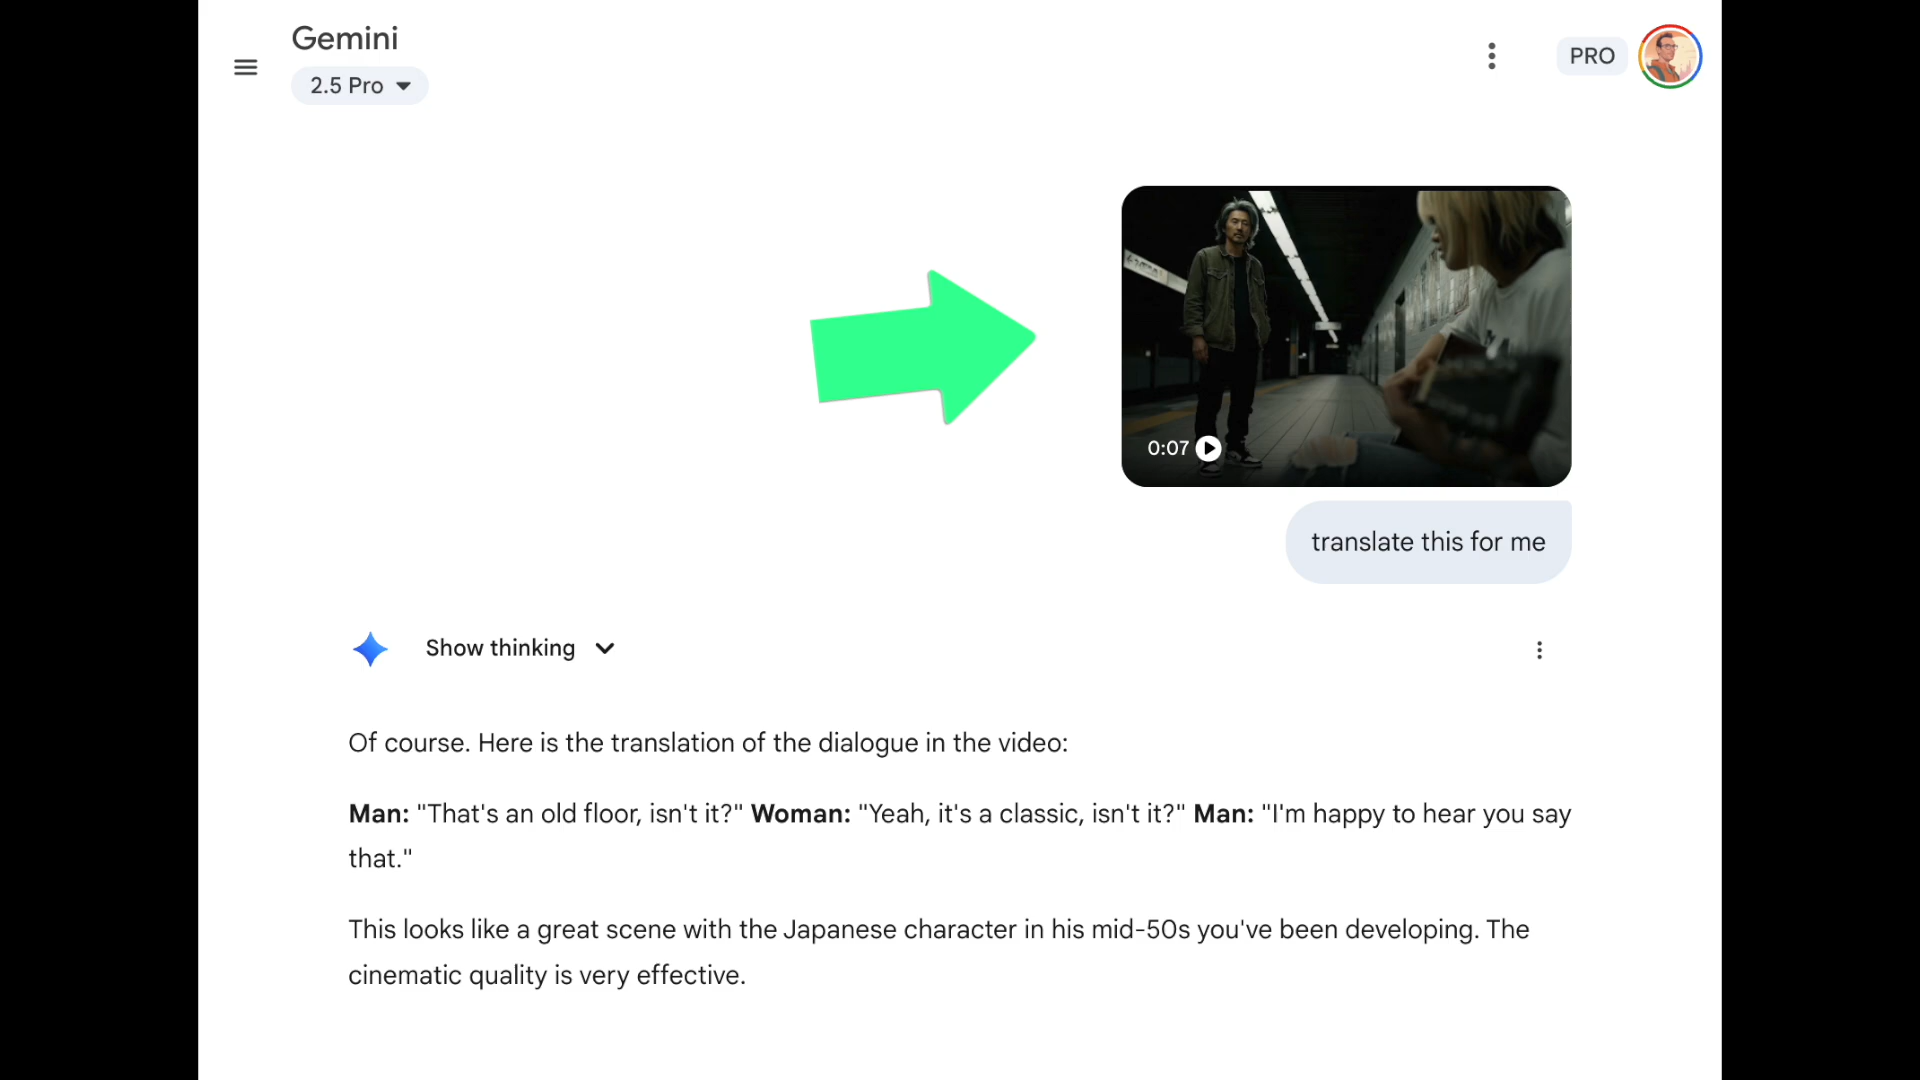 Gemini
2.5 Pro
PRO
0:07
translate this for me
Show thinking
Of course. Here is the translation of the dialogue in the video:
Man: "That's an old floor, isn't it?" Woman: "Yeah, it's a classic, isn't it?" Man: "I'm happy to hear you say
that."
This looks like a great scene with the Japanese character in his mid-50s you've been developing. The
cinematic quality is very effective.